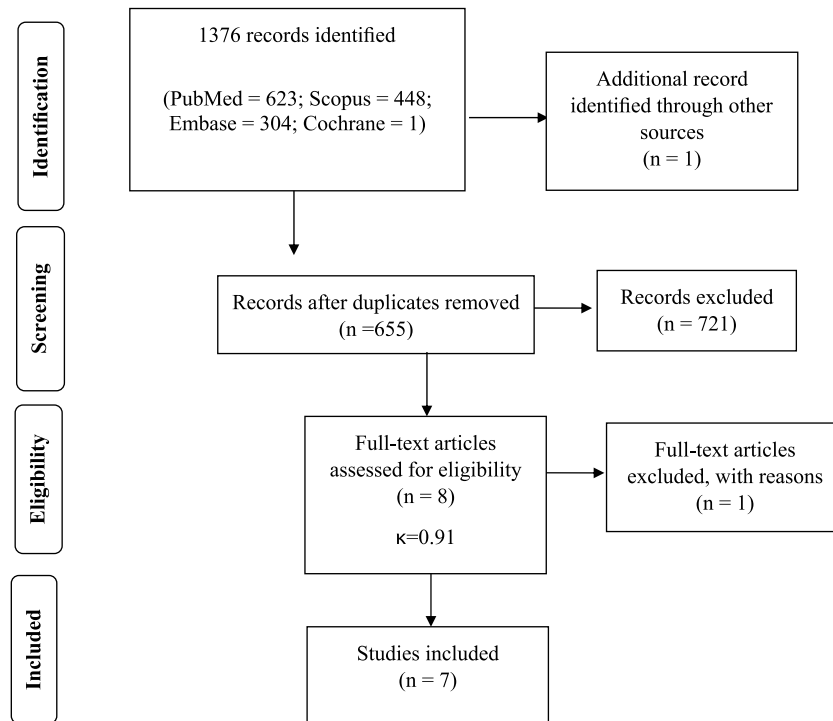 Identification
1376 records identified
(PubMed = 623; Scopus = 448;
Embase = 304; Cochrane = 1)
Additional record
identified through other
sources
(n = 1)
Screening
Records after duplicates removed
(n =655)
Records excluded
(n = 721)
Eligibility
Full-text articles
assessed for eligibility
(n = 8)
κ=0.91
Full-text articles
excluded, with reasons
(n = 1)
Included
Studies included
(n = 7)